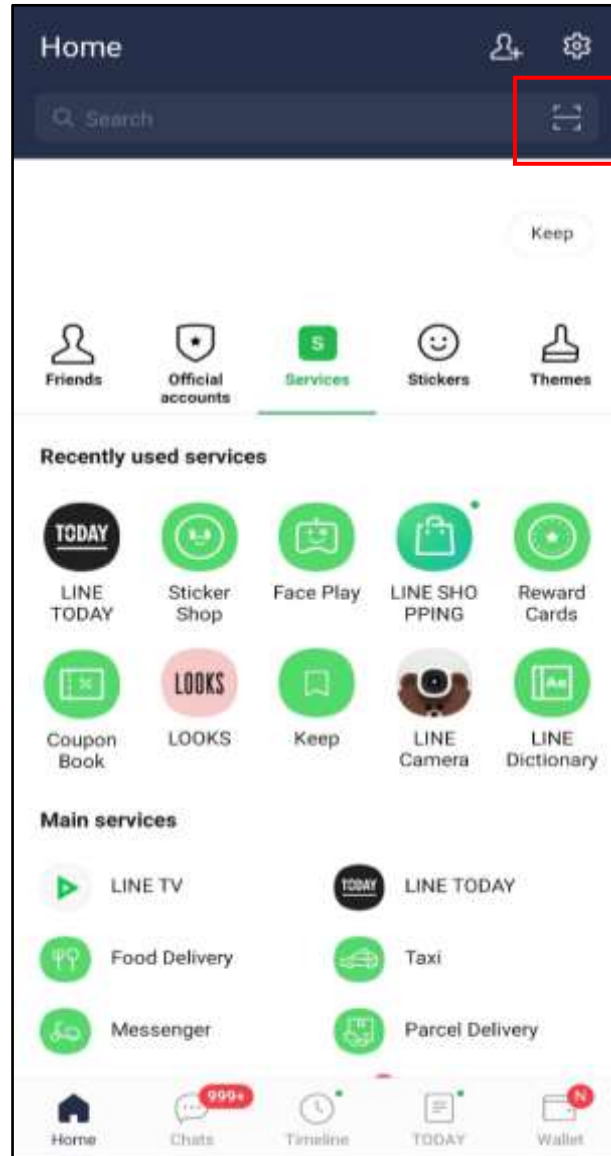 Home
Search
Keep
Friends
Official
accounts
S
Services
Stickers
Themes
Recently used services
TODAY
LINE
TODAY
Sticker
Shop
Face Play
LINE SHO
PPING
Reward
Cards
Coupon
Book
LOOKS
LOOKS
Keep
LINE
Camera
Aa
LINE
Dictionary
Main services
LINE TV
TODAY
LINE TODAY
Food Delivery
Taxi
Messenger
Parcel Delivery
Home
999+
Chats
Timeline
TODAY
N
Wallet